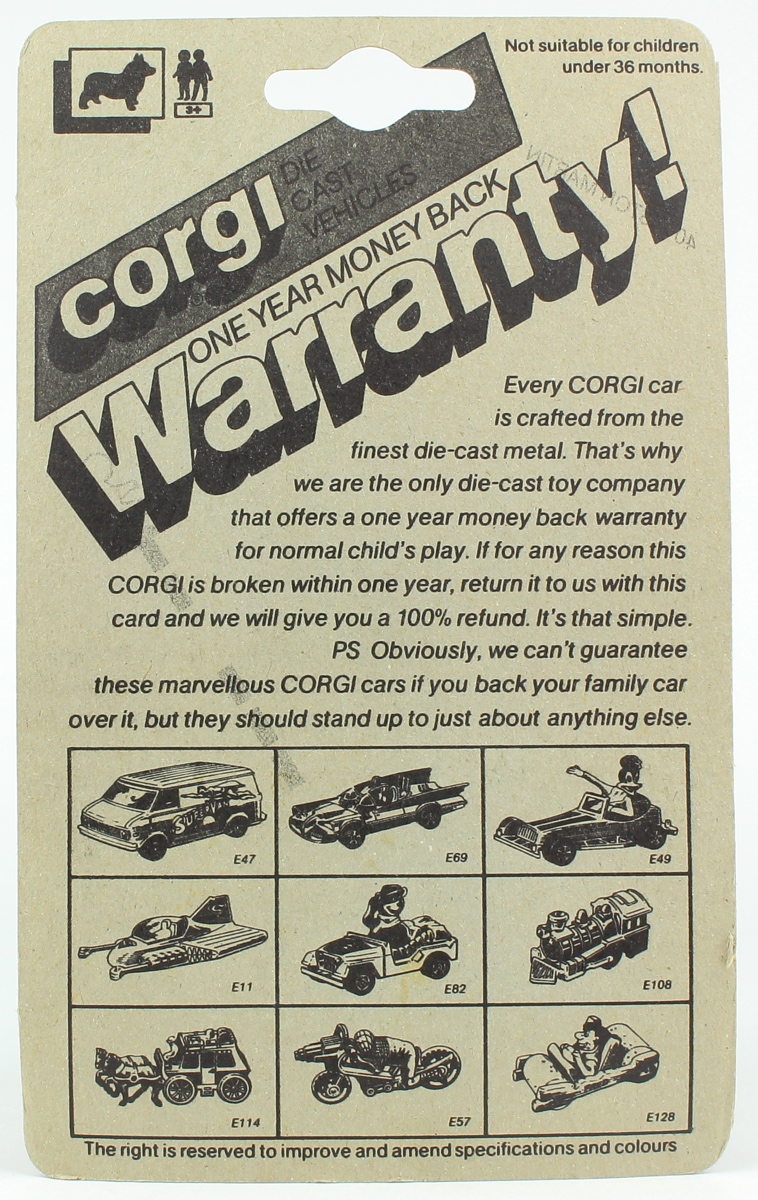 Not suitable for children
under 36 months.
3+
corgi
DIE
CAST
VEHICLES
ONE YEAR MONEY BACK
Warranty!
Every CORGI car
is crafted from the
finest die-cast metal. That's why
we are the only die-cast toy company
that offers a one year money back warranty
for normal child's play. If for any reason this
CORGI is broken within one year, return it to us with this
card and we will give you a 100% refund. It's that simple.
PS Obviously, we can't guarantee
these marvellous CORGI cars if you back your family car
over it, but they should stand up to just about anything else.
SUPERVAN
E47
E69
E49
E11
E82
E108
E114
E57
E128
The right is reserved to improve and amend specifications and colours